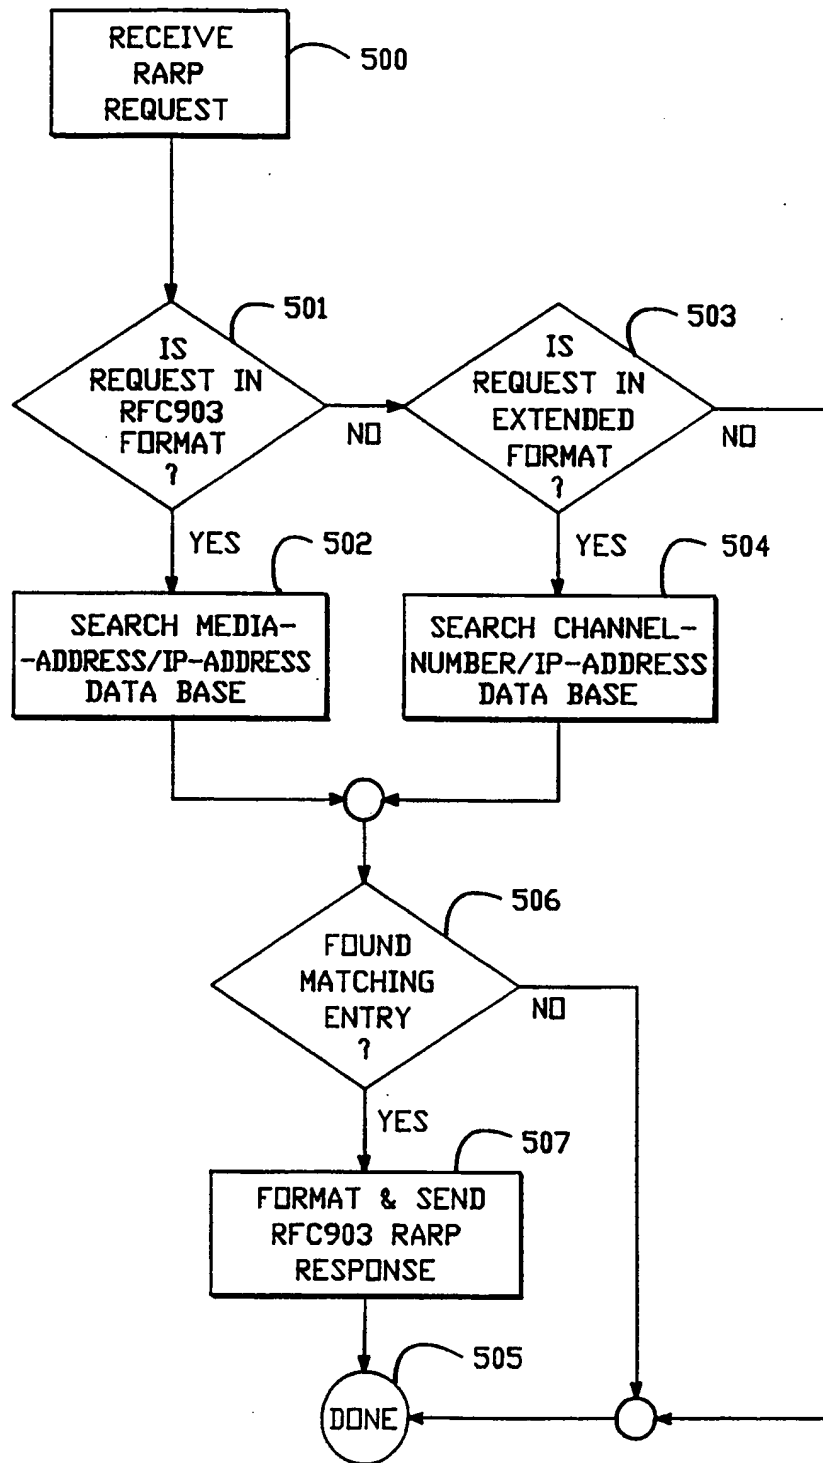 RECEIVE
RARP
REQUEST
500
501
IS
REQUEST IN
RFC903
FORMAT
?
NO
YES
503
IS
REQUEST IN
EXTENDED
FORMAT
?
NO
YES
502
SEARCH MEDIA-
-ADDRESS/IP-ADDRESS
DATA BASE
504
SEARCH CHANNEL-
NUMBER/IP-ADDRESS
DATA BASE
506
FOUND
MATCHING
ENTRY
?
NO
YES
507
FORMAT & SEND
RFC903 RARP
RESPONSE
505
DONE